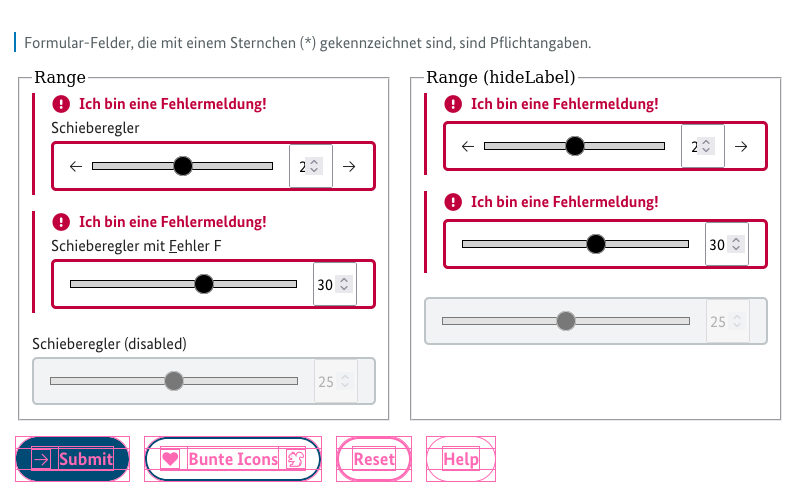 Formular-Felder, die mit einem Sternchen (*) gekennzeichnet sind, sind Pflichtangaben.
Range
Ich bin eine Fehlermeldung!
Schieberegler
2
Ich bin eine Fehlermeldung!
Schieberegler mit Fehler F
30
Schieberegler (disabled)
25
Range (hideLabel)
Ich bin eine Fehlermeldung!
2
Ich bin eine Fehlermeldung!
30
25
Submit
Bunte Icons
Reset
Help